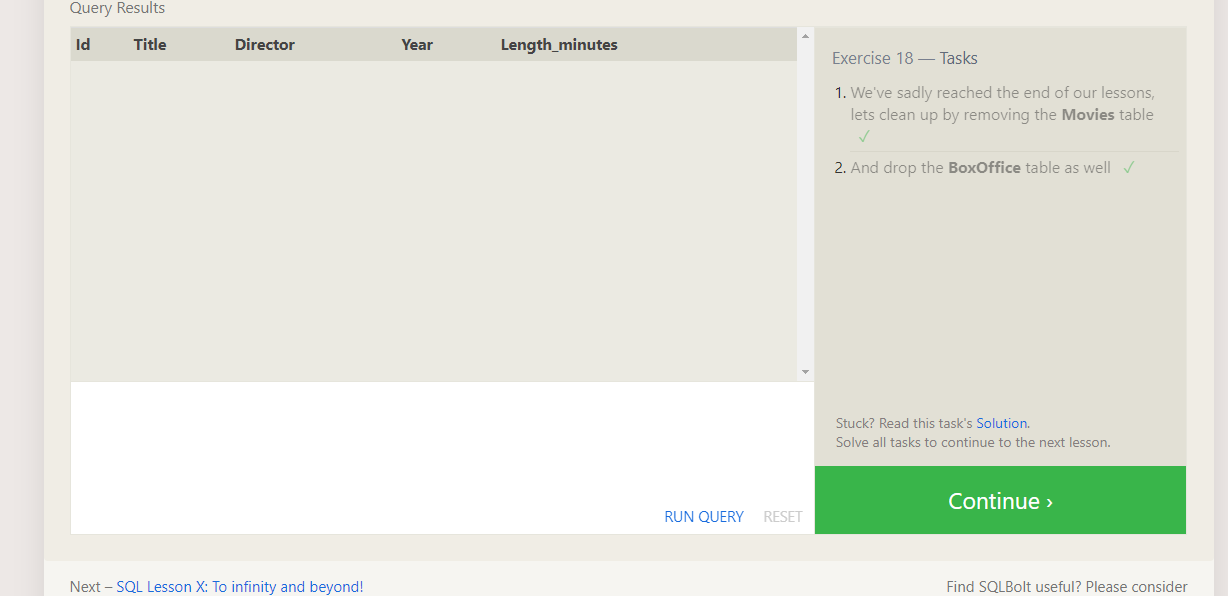 Query Results
Id Title Director Year Length_minutes
Exercise 18 — Tasks
1. We've sadly reached the end of our lessons,
lets clean up by removing the Movies table
✓
2. And drop the BoxOffice table as well ✓
Stuck? Read this task's Solution.
Solve all tasks to continue to the next lesson.
RUN QUERY RESET
Continue ›
Next – SQL Lesson X: To infinity and beyond!
Find SQLBolt useful? Please consider